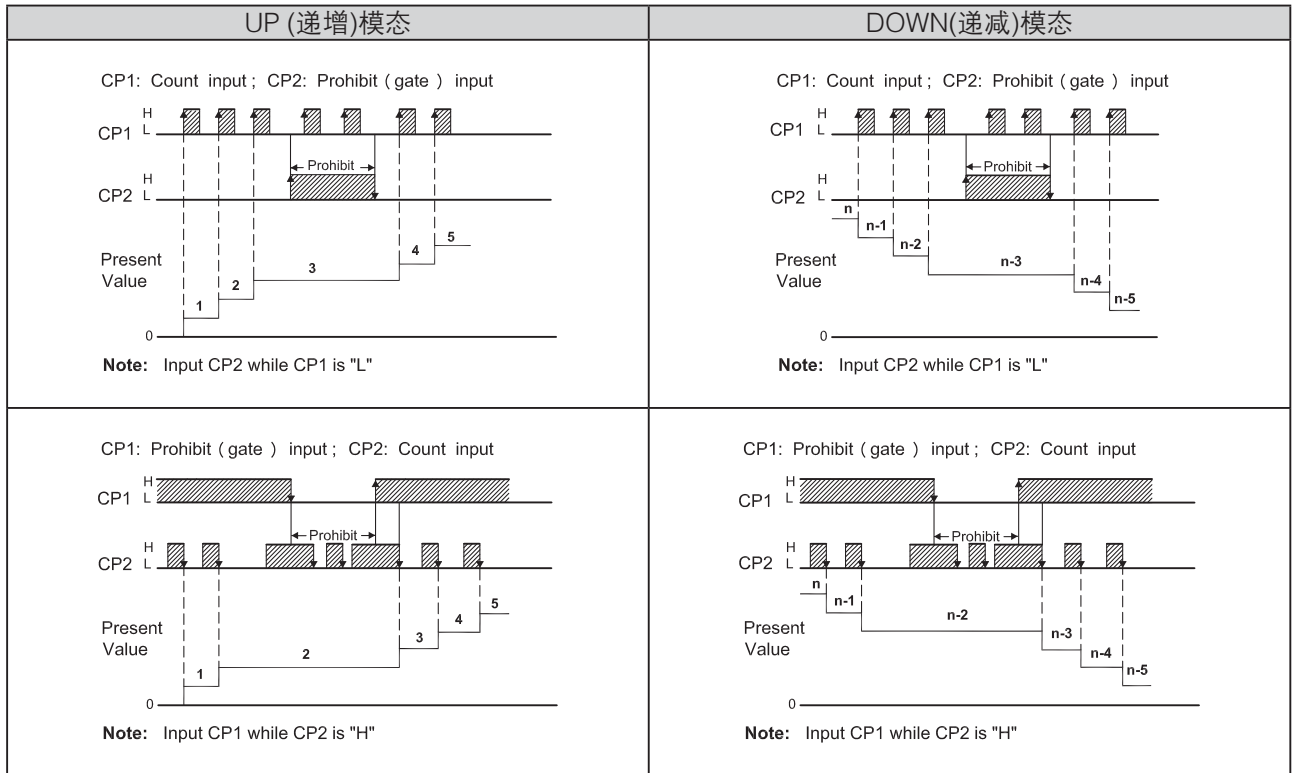 UP (递增)模态
DOWN(递减)模态
CP1: Count input ; CP2: Prohibit ( gate ) input
H
CP1 L
Prohibit
H
CP2 L
Present
Value
1
2
3
4
5
0
Note: Input CP2 while CP1 is "L"
CP1: Count input ; CP2: Prohibit ( gate ) input
H
CP1 L
Prohibit
H
CP2 L
Present
Value
n
n-1
n-2
n-3
n-4
n-5
0
Note: Input CP2 while CP1 is "L"
CP1: Prohibit ( gate ) input ; CP2: Count input
H
CP1 L
Prohibit
H
CP2 L
Present
Value
1
2
3
4
5
0
Note: Input CP1 while CP2 is "H"
CP1: Prohibit ( gate ) input ; CP2: Count input
H
CP1 L
Prohibit
H
CP2 L
Present
Value
n
n-1
n-2
n-3
n-4
n-5
0
Note: Input CP1 while CP2 is "H"